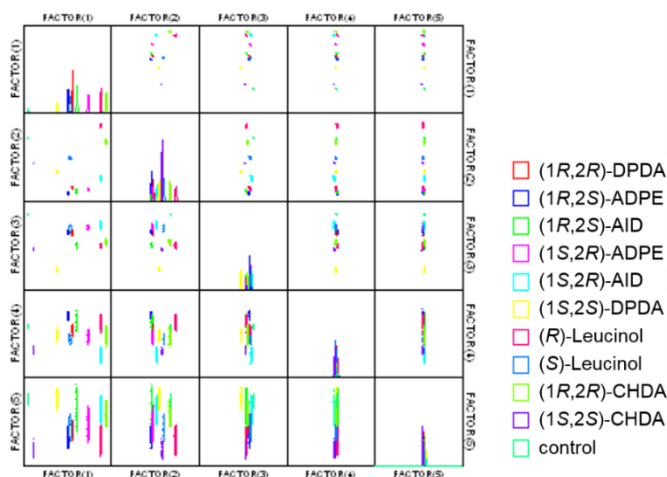 FACTOR(1) FACTOR(2) FACTOR(3) FACTOR(4) FACTOR(5)
FACTOR(1) FACTOR(1)
FACTOR(2) FACTOR(2)
FACTOR(3) FACTOR(3)
FACTOR(4) FACTOR(4)
FACTOR(5) FACTOR(5)
FACTOR(1) FACTOR(2) FACTOR(3) FACTOR(4) FACTOR(5)
(1R,2R)-DPDA
(1R,2S)-ADPE
(1R,2S)-AID
(1S,2R)-ADPE
(1S,2R)-AID
(1S,2S)-DPDA
(R)-Leucinol
(S)-Leucinol
(1R,2R)-CHDA
(1S,2S)-CHDA
control